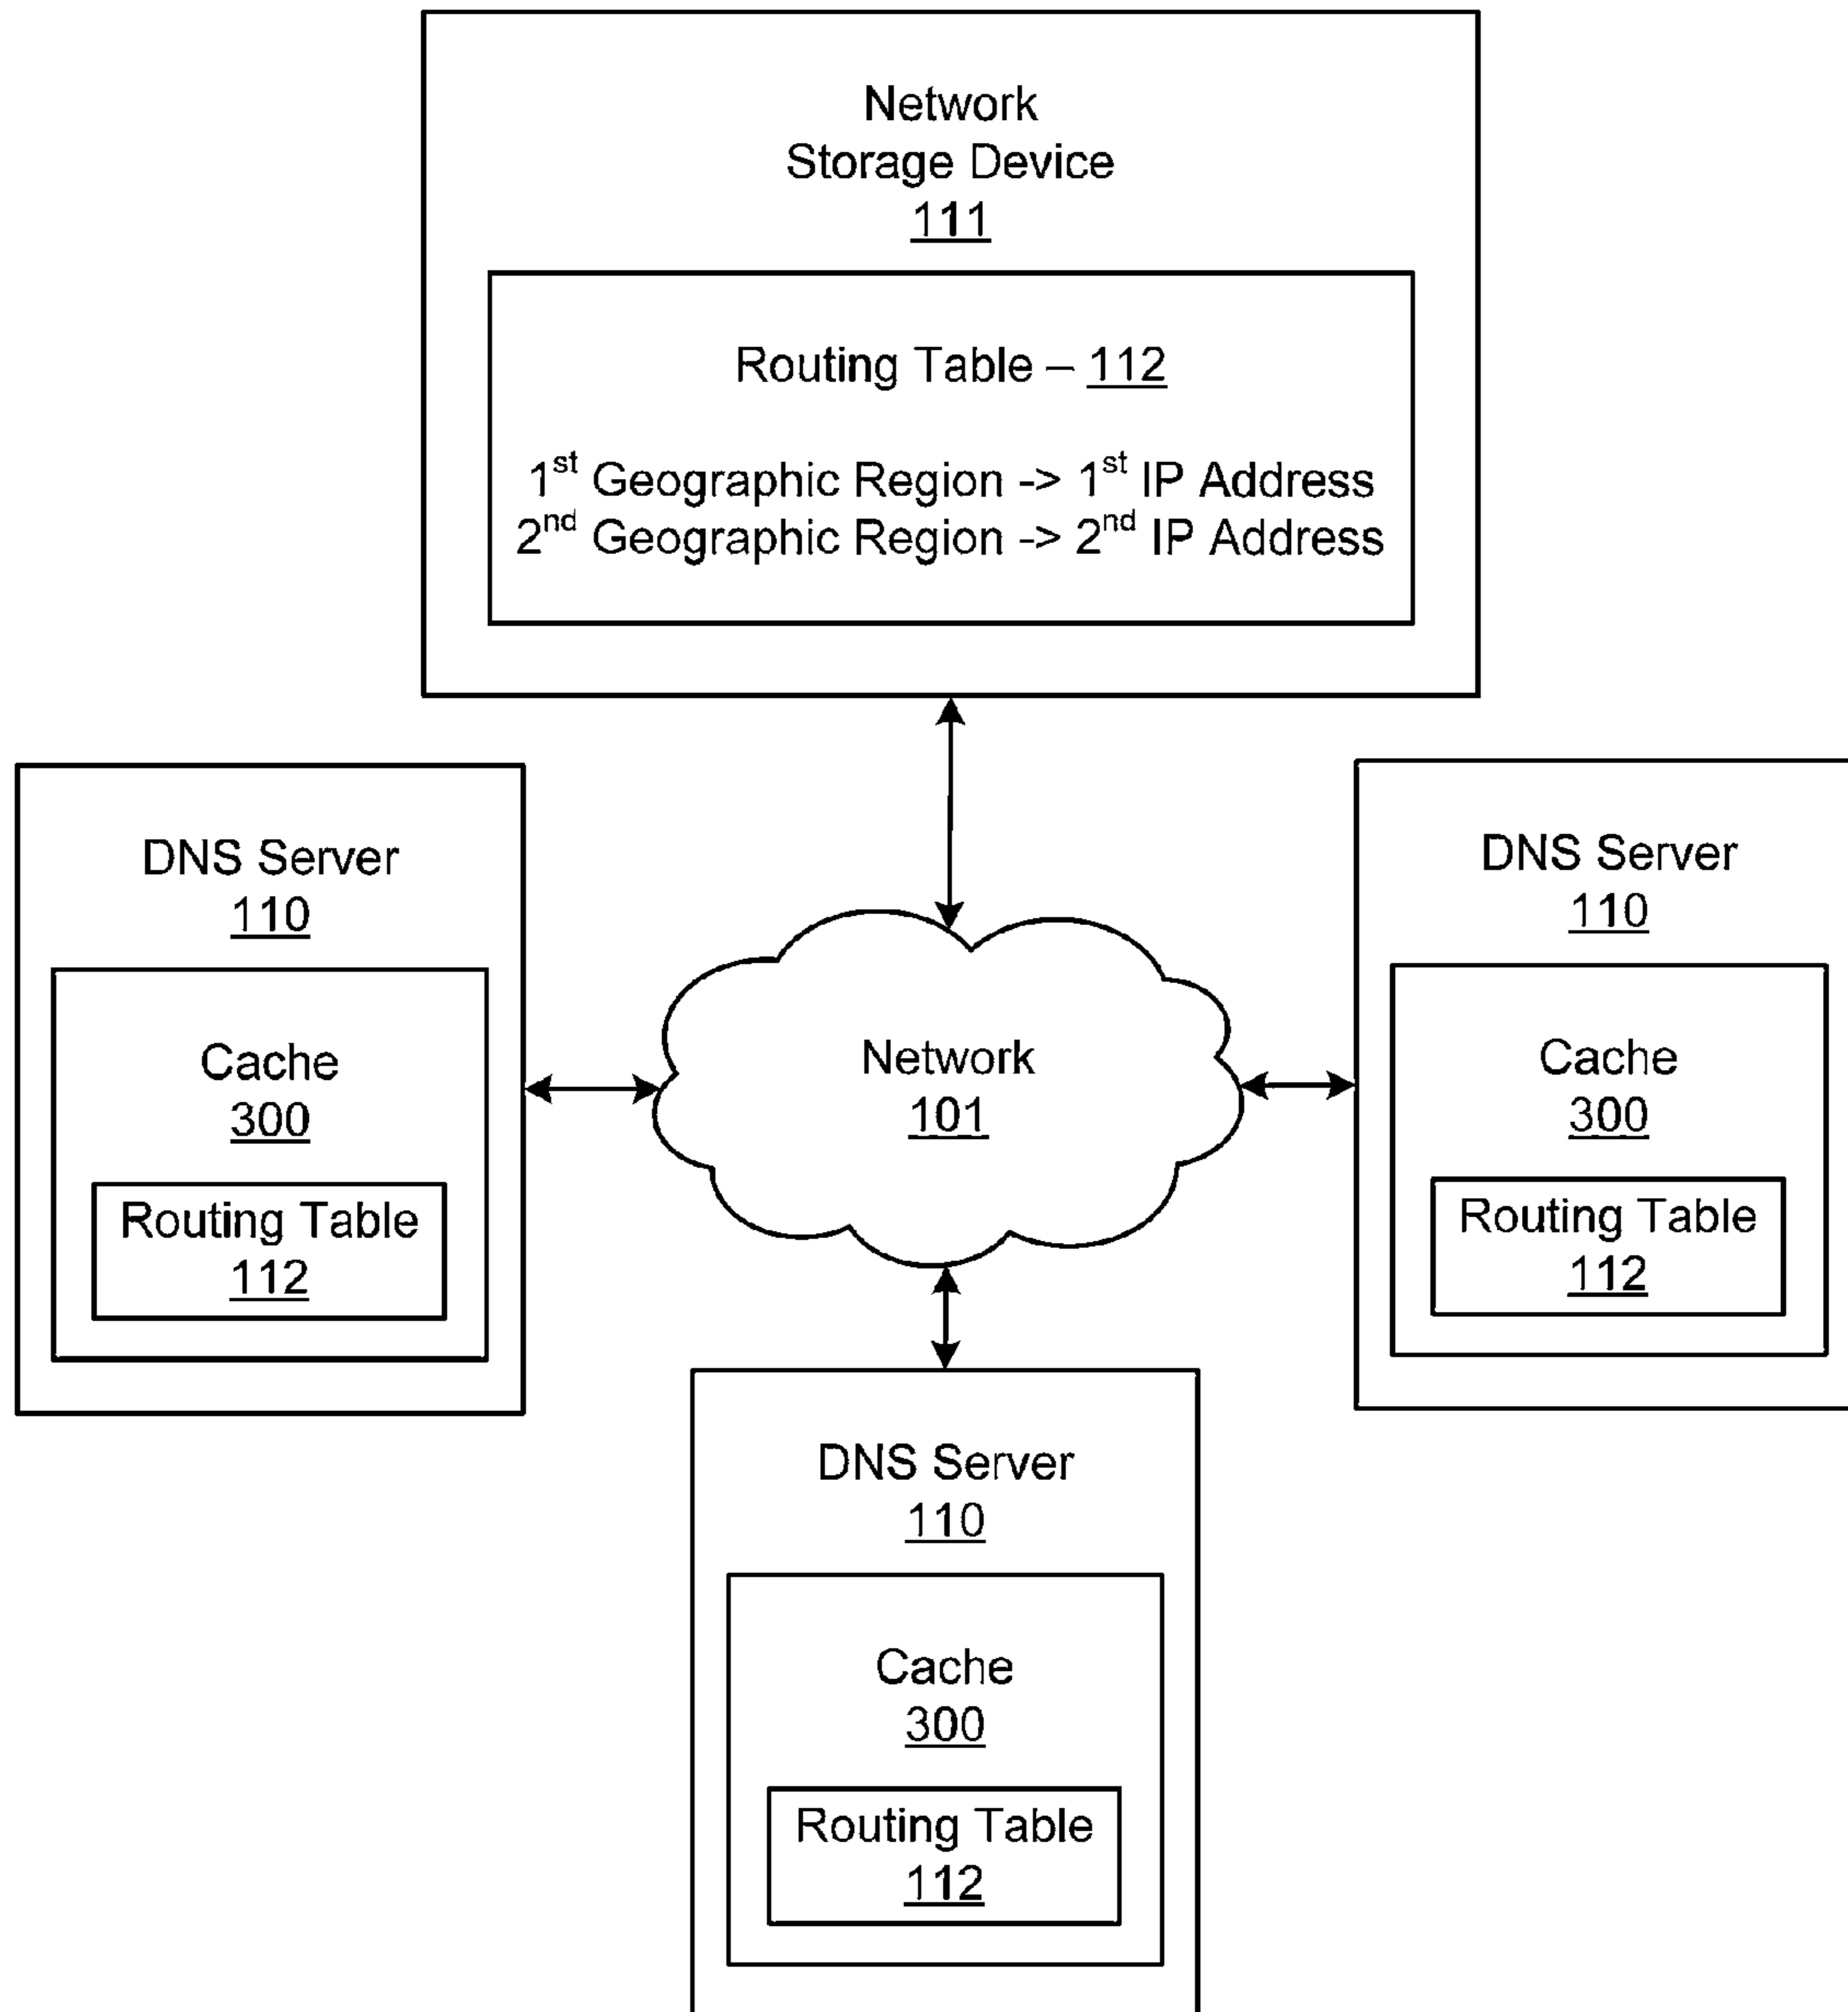 Network
Storage Device
111
Routing Table – 112
1st Geographic Region -> 1st IP Address
2nd Geographic Region -> 2nd IP Address
DNS Server
110
Cache
300
Routing Table
112
Network
101
DNS Server
110
Cache
300
Routing Table
112
DNS Server
110
Cache
300
Routing Table
112